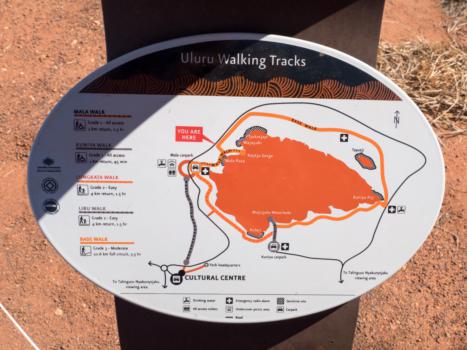 Uluru Walking Tracks
MALA WALK
Grade 1 - All access
2 km return, 1.5 hr
KUNIYA WALK
Grade 1 - All access
1 km return, 45 min
LUNGKATA WALK
Grade 2 - Easy
4 km return, 1.5 hr
LIRU WALK
Grade 2 - Easy
4 km return, 1.5 hr
BASE WALK
Grade 3 - Moderate
10.6 km full circuit, 3.5 hr
YOU ARE
HERE
Mala carpark
BASE WALK
N
Kantju Gorge
Mala Puta
Taputji
Kuniya Piti
Mutitjulu Waterhole
Kuniya carpark
Park headquarters
CULTURAL CENTRE
To Talinguru Nyakunytjaku
viewing area
To Talinguru Nyakunytjaku
viewing area
Drinking water
Emergency radio alarm
Sensitive site
All access toilets
Undercover picnic area
Carpark
Road